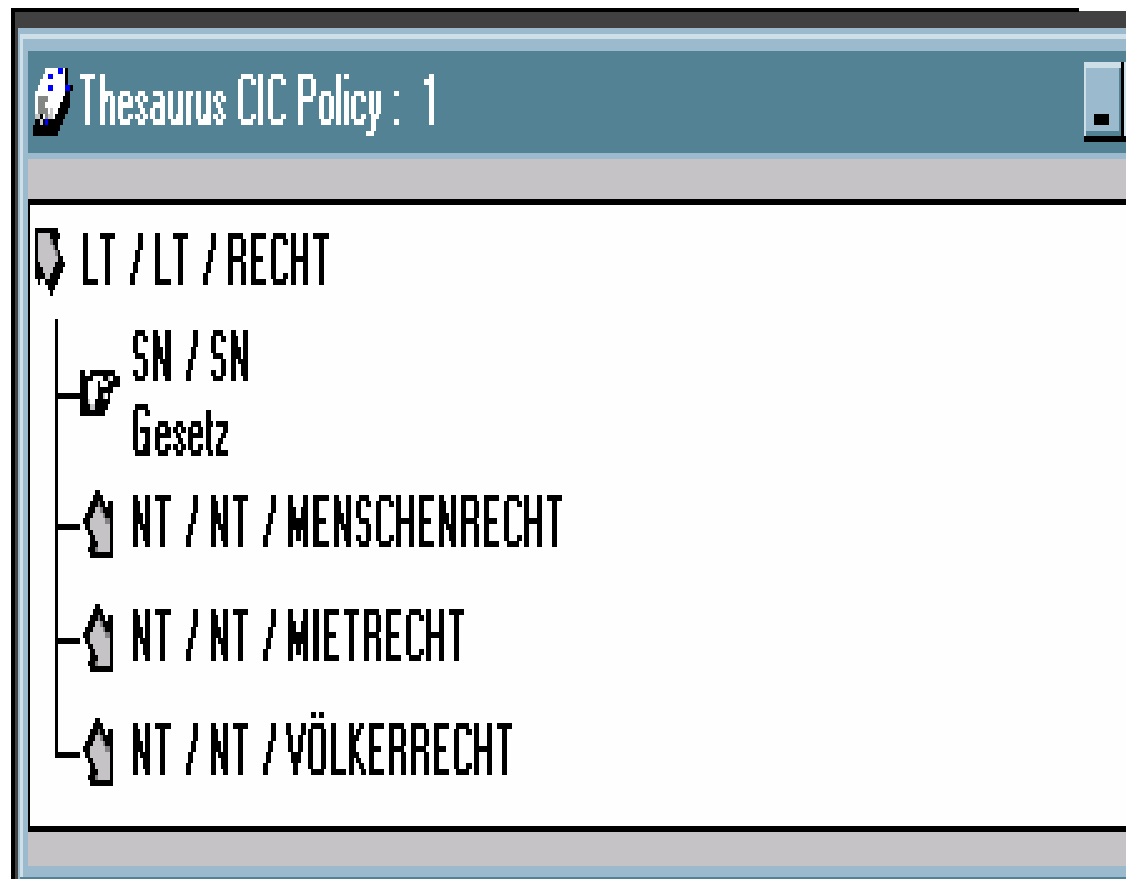 Thesaurus CIC Policy : 1
LT / LT / RECHT
SN / SN
Gesetz
NT / NT / MENSCHENRECHT
NT / NT / MIETRECHT
NT / NT / VÖLKERRECHT